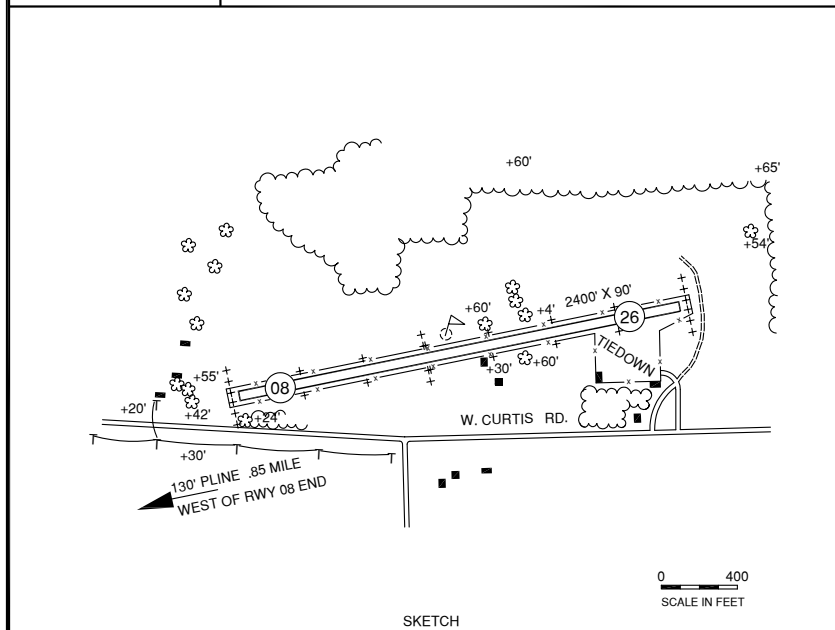 +60'
+65'
+54'
2400' X 90'
+60'
+4'
26
TIEDOWN
+60'
+30'
+55'
08
+20'
+42'
+24'
W. CURTIS RD.
+30'
130' PLINE .85 MILE
WEST OF RWY 08 END
0 400
SCALE IN FEET
SKETCH